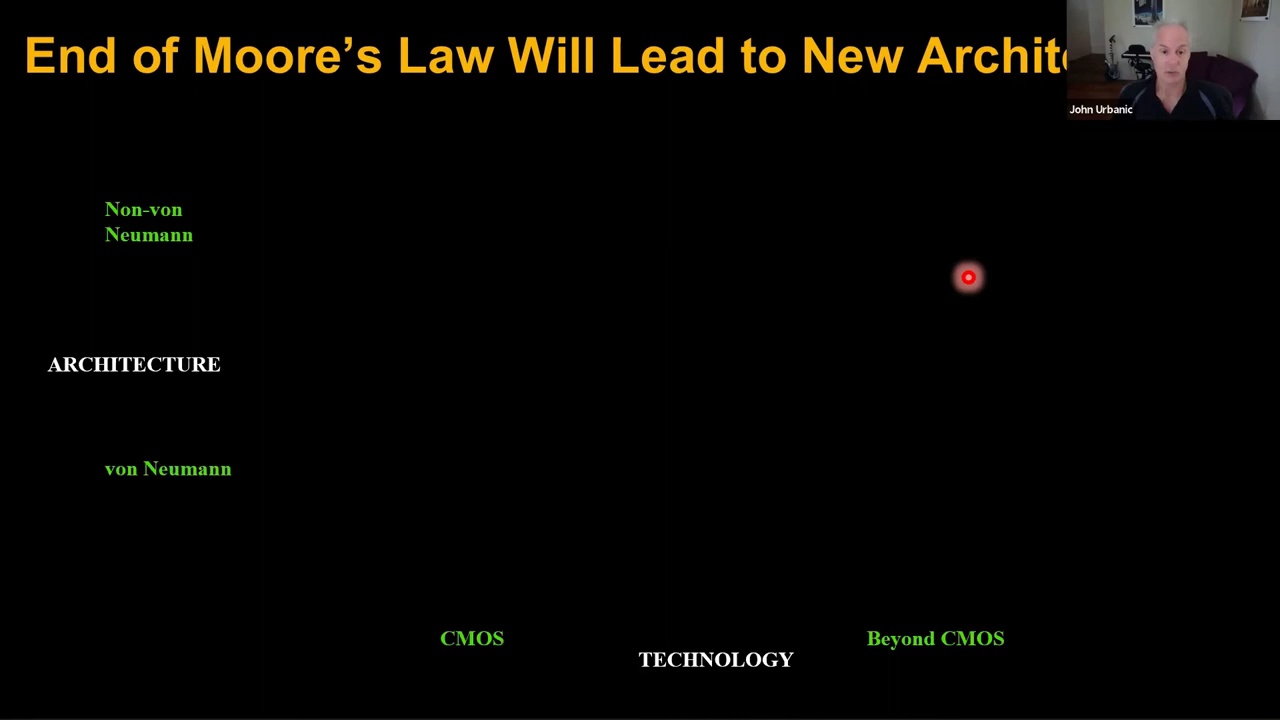 End of Moore's Law Will Lead to New Archit
John Urbanic
Non-von
Neumann
ARCHITECTURE
von Neumann
CMOS
Beyond CMOS
TECHNOLOGY